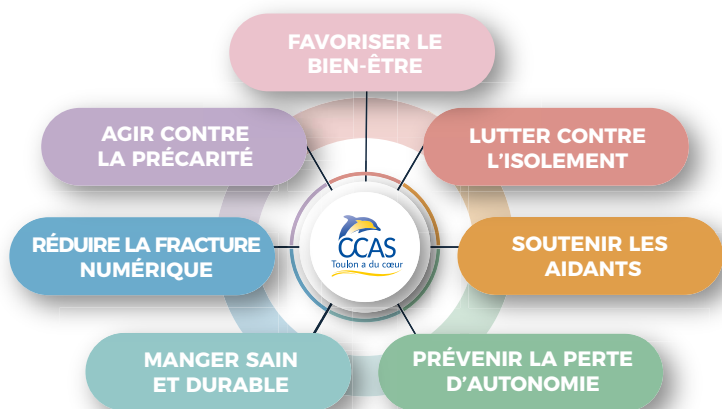 FAVORISER LE
BIEN-ÊTRE
AGIR CONTRE
LA PRÉCARITÉ
LUTTER CONTRE
L'ISOLEMENT
RÉDUIRE LA FRACTURE
NUMÉRIQUE
CCAS
Toulon a du cœur
SOUTENIR LES
AIDANTS
MANGER SAIN
ET DURABLE
PRÉVENIR LA PERTE
D'AUTONOMIE